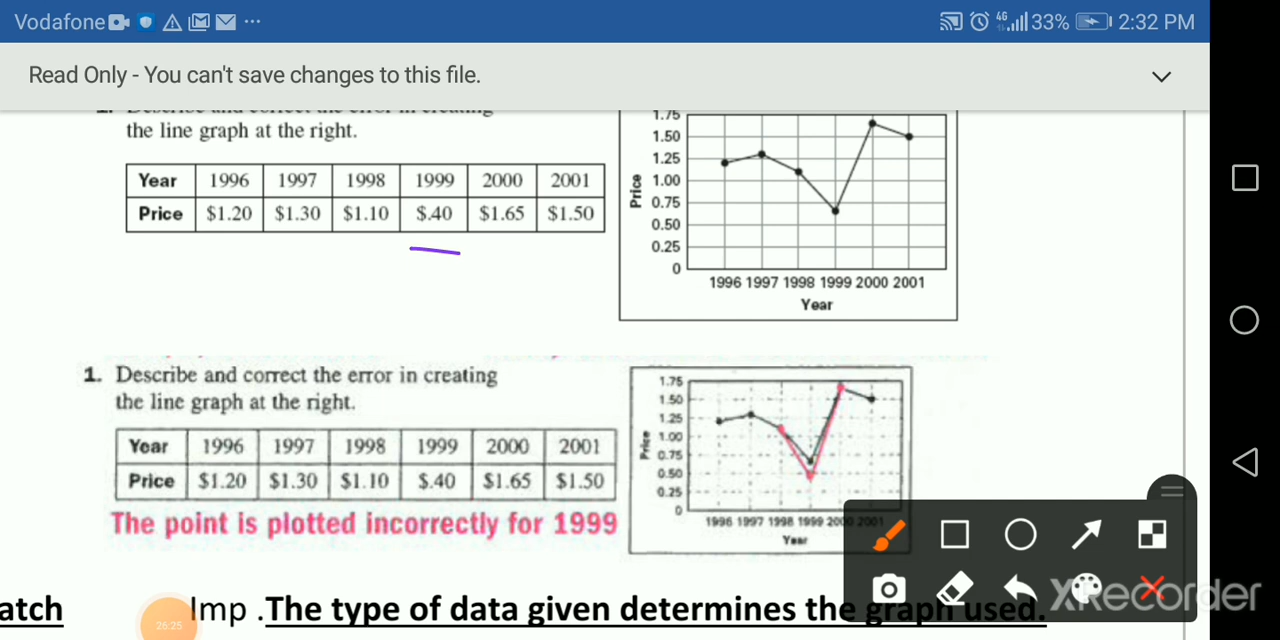 Vodafone 46 33% 2:32 PM
Read Only - You can't save changes to this file.
the line graph at the right.
Year 1996 1997 1998 1999 2000 2001
Price $1.20 $1.30 $1.10 $.40 $1.65 $1.50
1.75
1.50
1.25
1.00
0.75
0.50
0.25
0
Price
1996 1997 1998 1999 2000 2001
Year
1. Describe and correct the error in creating
the line graph at the right.
Year 1996 1997 1998 1999 2000 2001
Price $1.20 $1.30 $1.10 $.40 $1.65 $1.50
The point is plotted incorrectly for 1999
1.75
1.50
1.25
1.00
0.75
0.50
0.25
0
Price
1996 1997 1998 1999 2000 2001
Year
atch Imp .The type of data given determines the graph used.
26:25
XRecorder